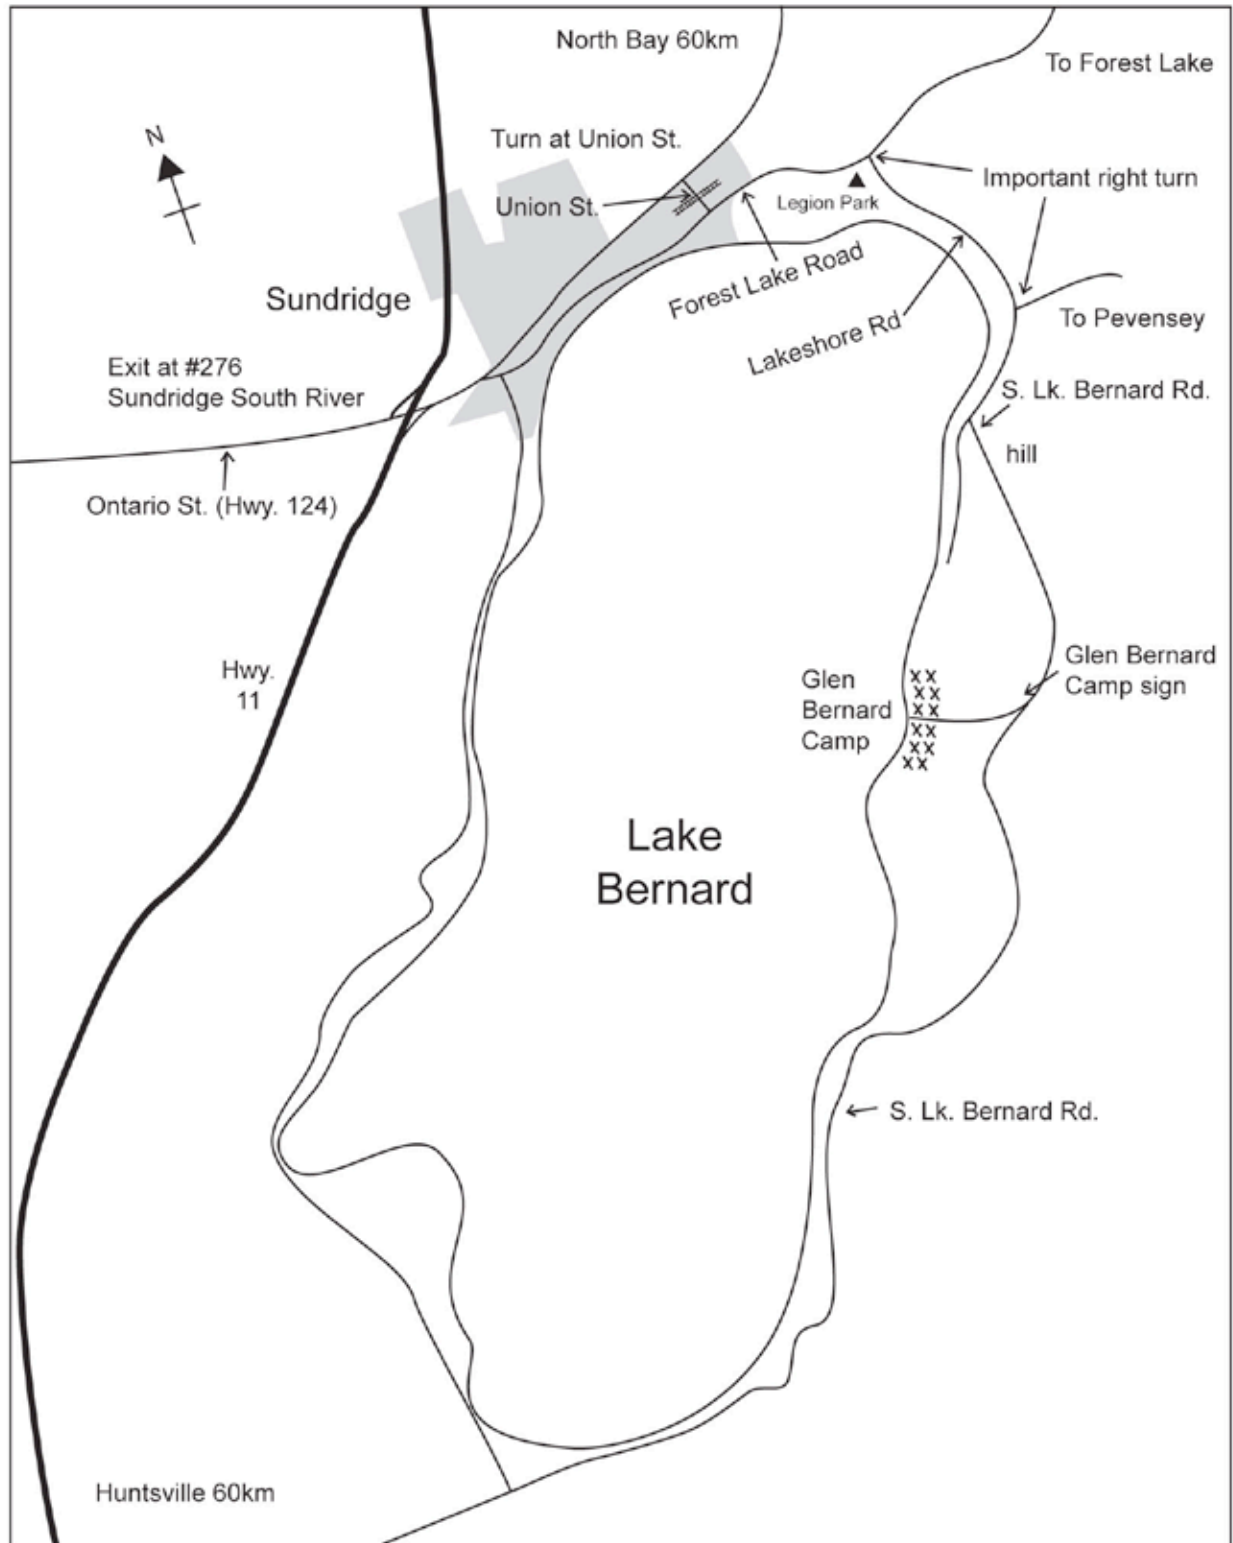 North Bay 60km
To Forest Lake
N
Turn at Union St.
Important right turn
Union St.
Legion Park
Forest Lake Road
Sundridge
Lakeshore Rd
To Pevensey
Exit at #276
Sundridge South River
S. Lk. Bernard Rd.
hill
Ontario St. (Hwy. 124)
Hwy.
11
Glen Bernard
Camp sign
Glen
Bernard
Camp
x x
x x
x x
x x
x x
x x
Lake
Bernard
S. Lk. Bernard Rd.
Huntsville 60km